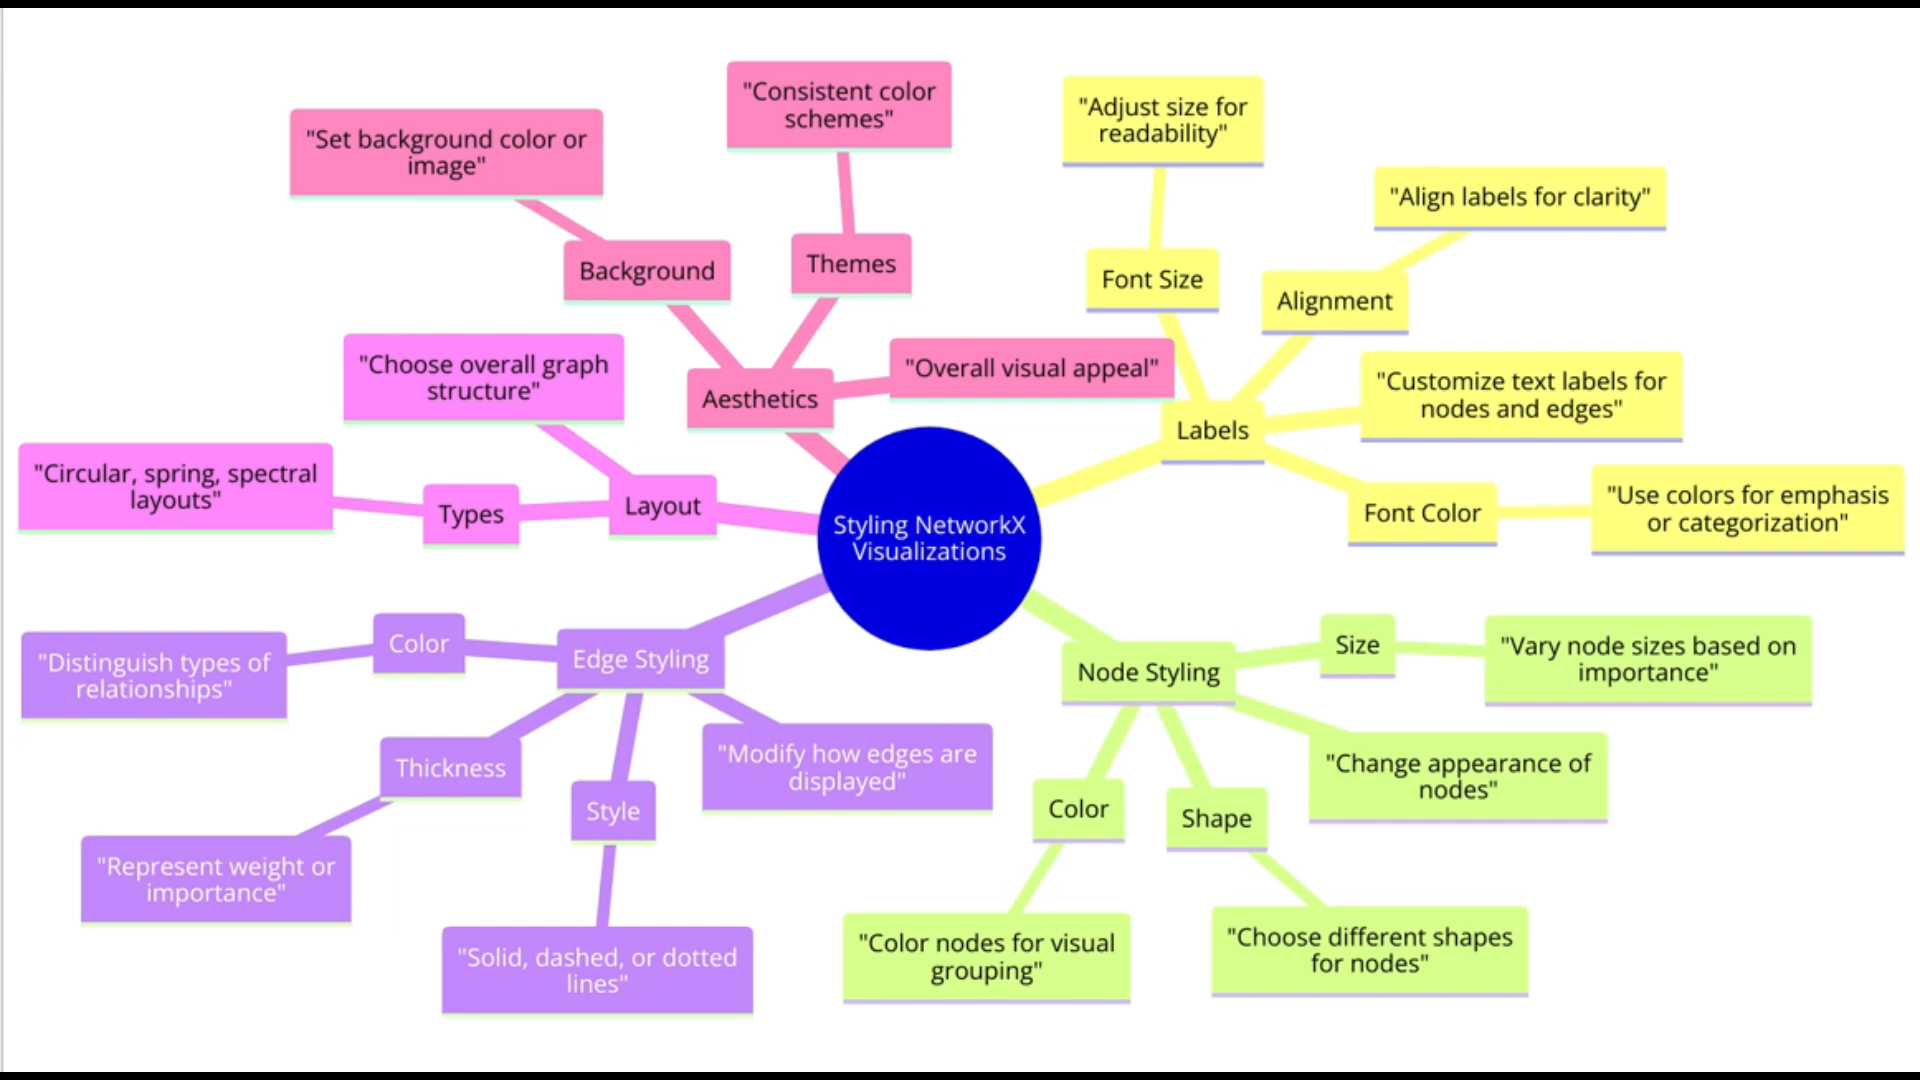 "Consistent color
schemes"
"Adjust size for
readability"
"Set background color or
image"
"Align labels for clarity"
Background
Themes
Font Size
Alignment
"Choose overall graph
structure"
Aesthetics
"Overall visual appeal"
"Customize text labels for
nodes and edges"
Labels
"Circular, spring, spectral
layouts"
Types
Layout
Font Color
"Use colors for emphasis
or categorization"
Styling NetworkX
Visualizations
"Distinguish types of
relationships"
Color
Edge Styling
Node Styling
Size
"Vary node sizes based on
importance"
Thickness
Style
"Modify how edges are
displayed"
Color
Shape
"Change appearance of
nodes"
"Represent weight or
importance"
"Solid, dashed, or dotted
lines"
"Color nodes for visual
grouping"
"Choose different shapes
for nodes"